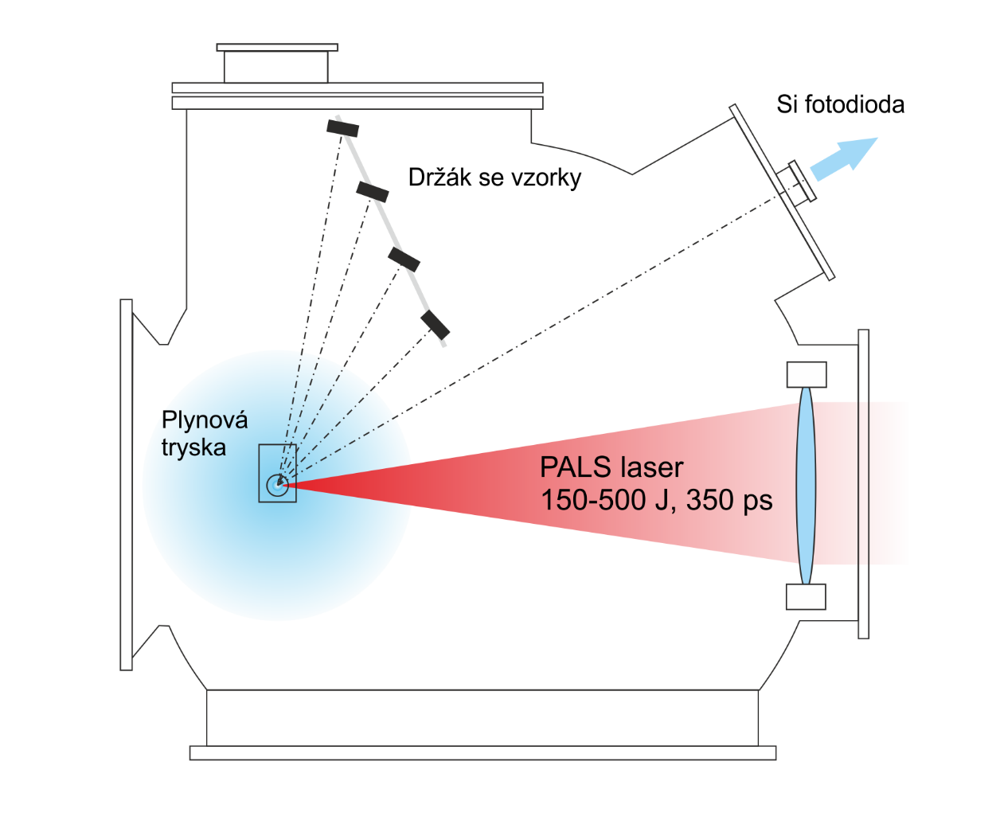 Si fotodioda
Držák se vzorky
Plynová
tryska
PALS laser
150-500 J, 350 ps